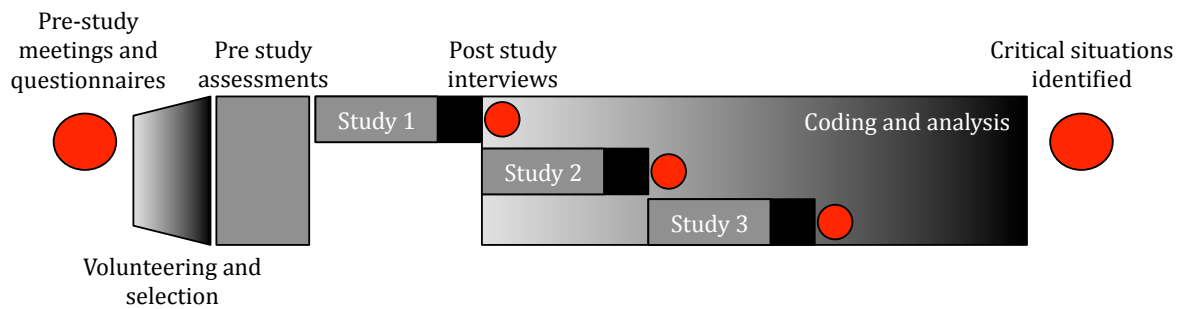 Pre-study
meetings and
questionnaires
Pre study
assessments
Post study
interviews
Critical situations
identified
Study 1
Coding and analysis
Study 2
Study 3
Volunteering and
selection